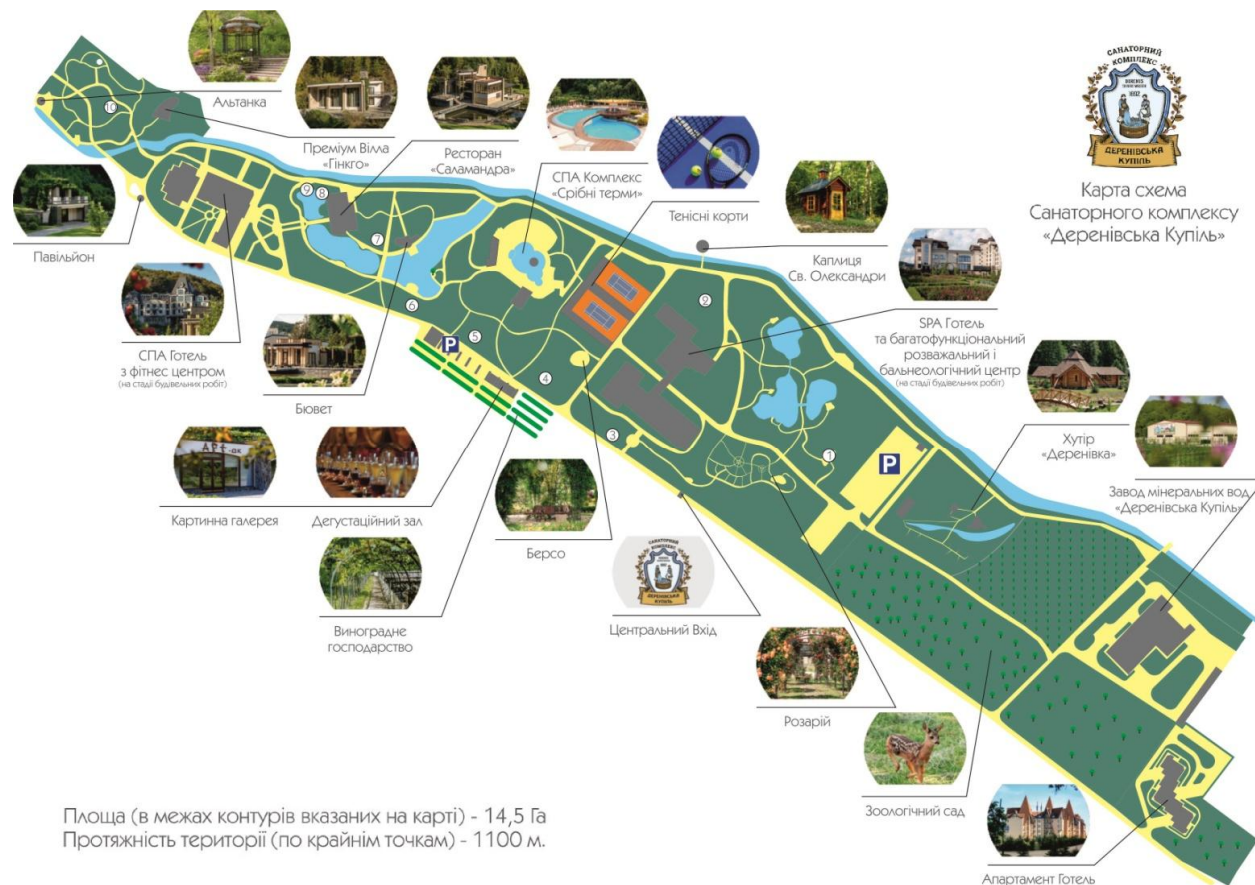 САНАТОРНИЙ
КОМПЛЕКС
ДЕРЕНІВСЬКА
КУПІЛЬ
Карта схема
Санаторного комплексу
«Деренівська Купіль»
Альтанка
Преміум Вілла
«Гінкго»
Ресторан
«Саламандра»
СПА Комплекс
«Срібні терми»
Тенісні корти
Каплиця
Св. Олександри
Павільйон
СПА Готель
з фітнес центром
(на стадії будівельних робіт)
Бювет
SPA Готель
та багатофункціональний
розважальний і
бальнеологічний центр
(на стадії будівельних робіт)
Хутір
«Деренівка»
Завод мінеральних вод
«Деренівська Купіль»
10
9
8
7
6
5
4
3
2
1
P
P
Картинна галерея
Дегустаційний зал
Берсо
САНАТОРНИЙ
КОМПЛЕКС
ДЕРЕНІВСЬКА
КУПІЛЬ
Центральний Вхід
Виноградне
господарство
Розарій
Зоологічний сад
Апартамент Готель
Площа (в межах контурів вказаних на карті) - 14,5 Га
Протяжність території (по крайнім точкам) - 1100 м.